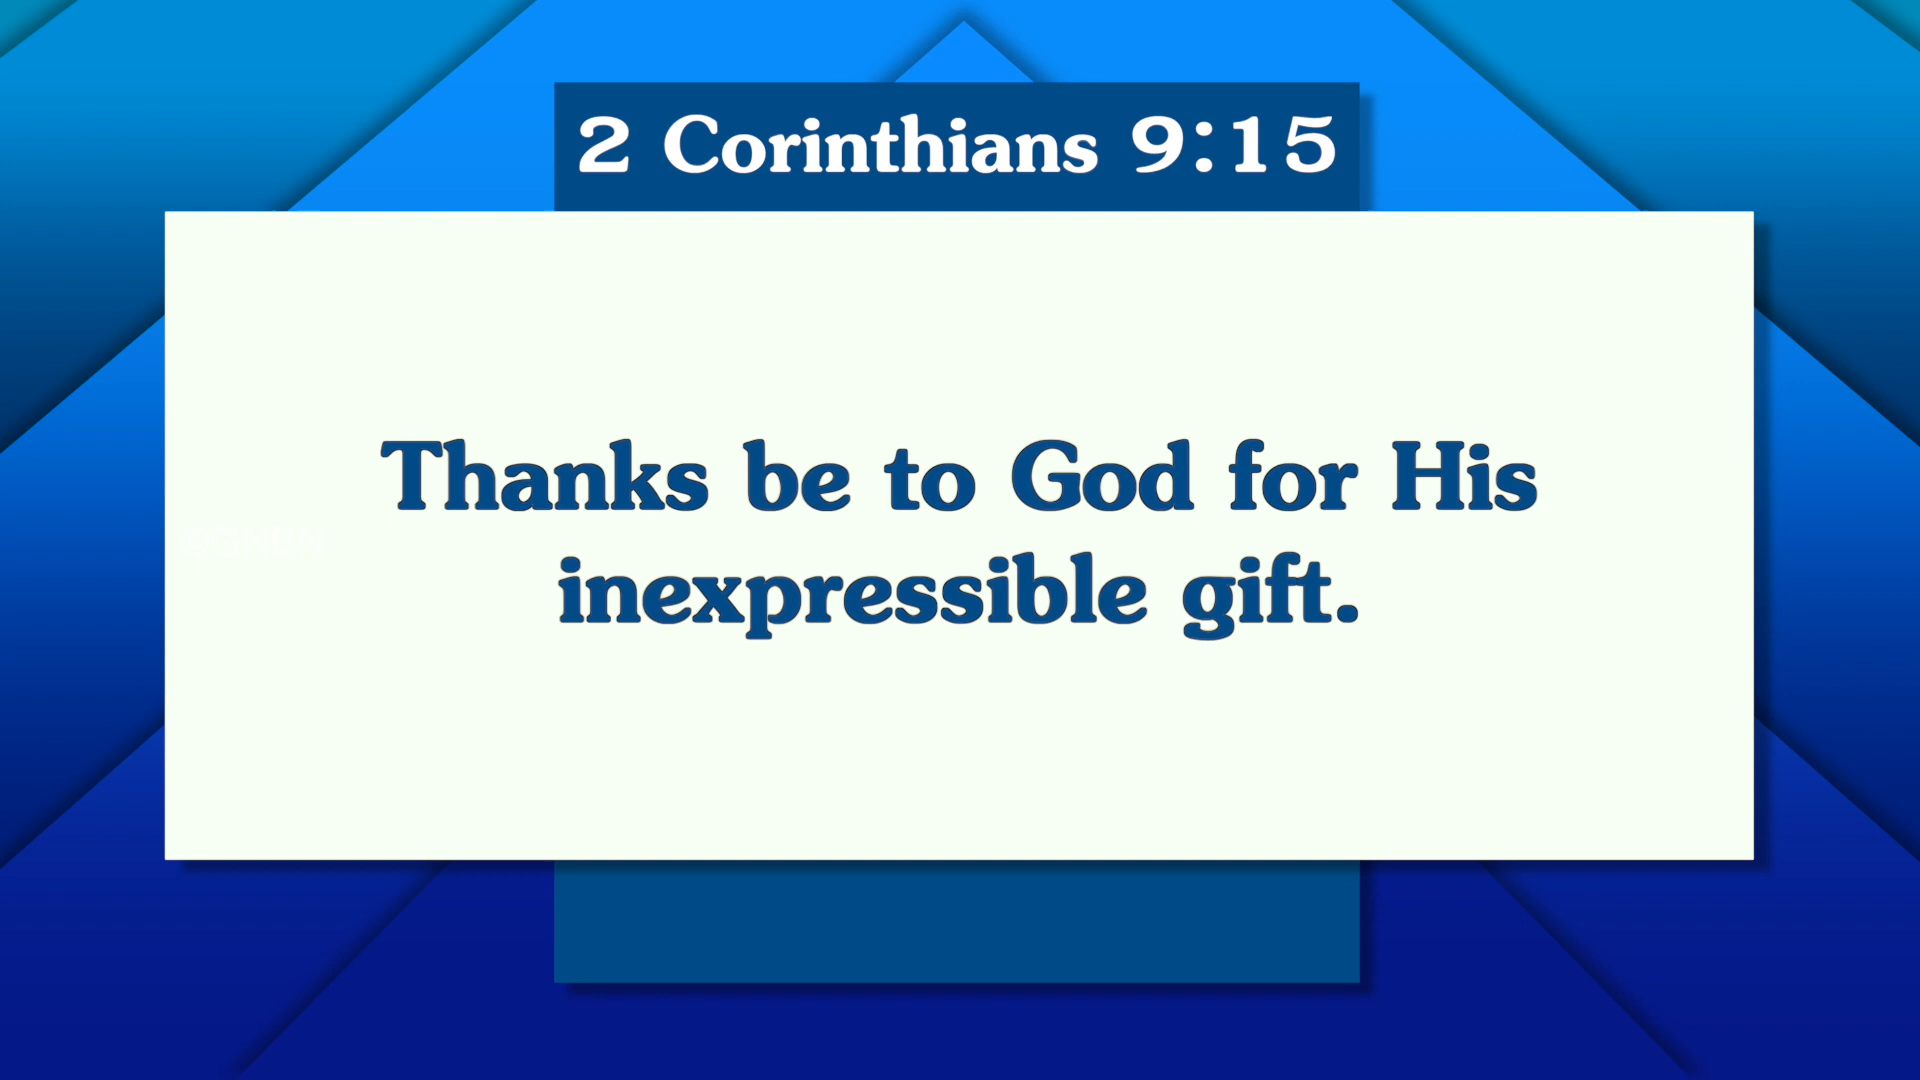 2 Corinthians 9:15
Thanks be to God for His
inexpressible gift.